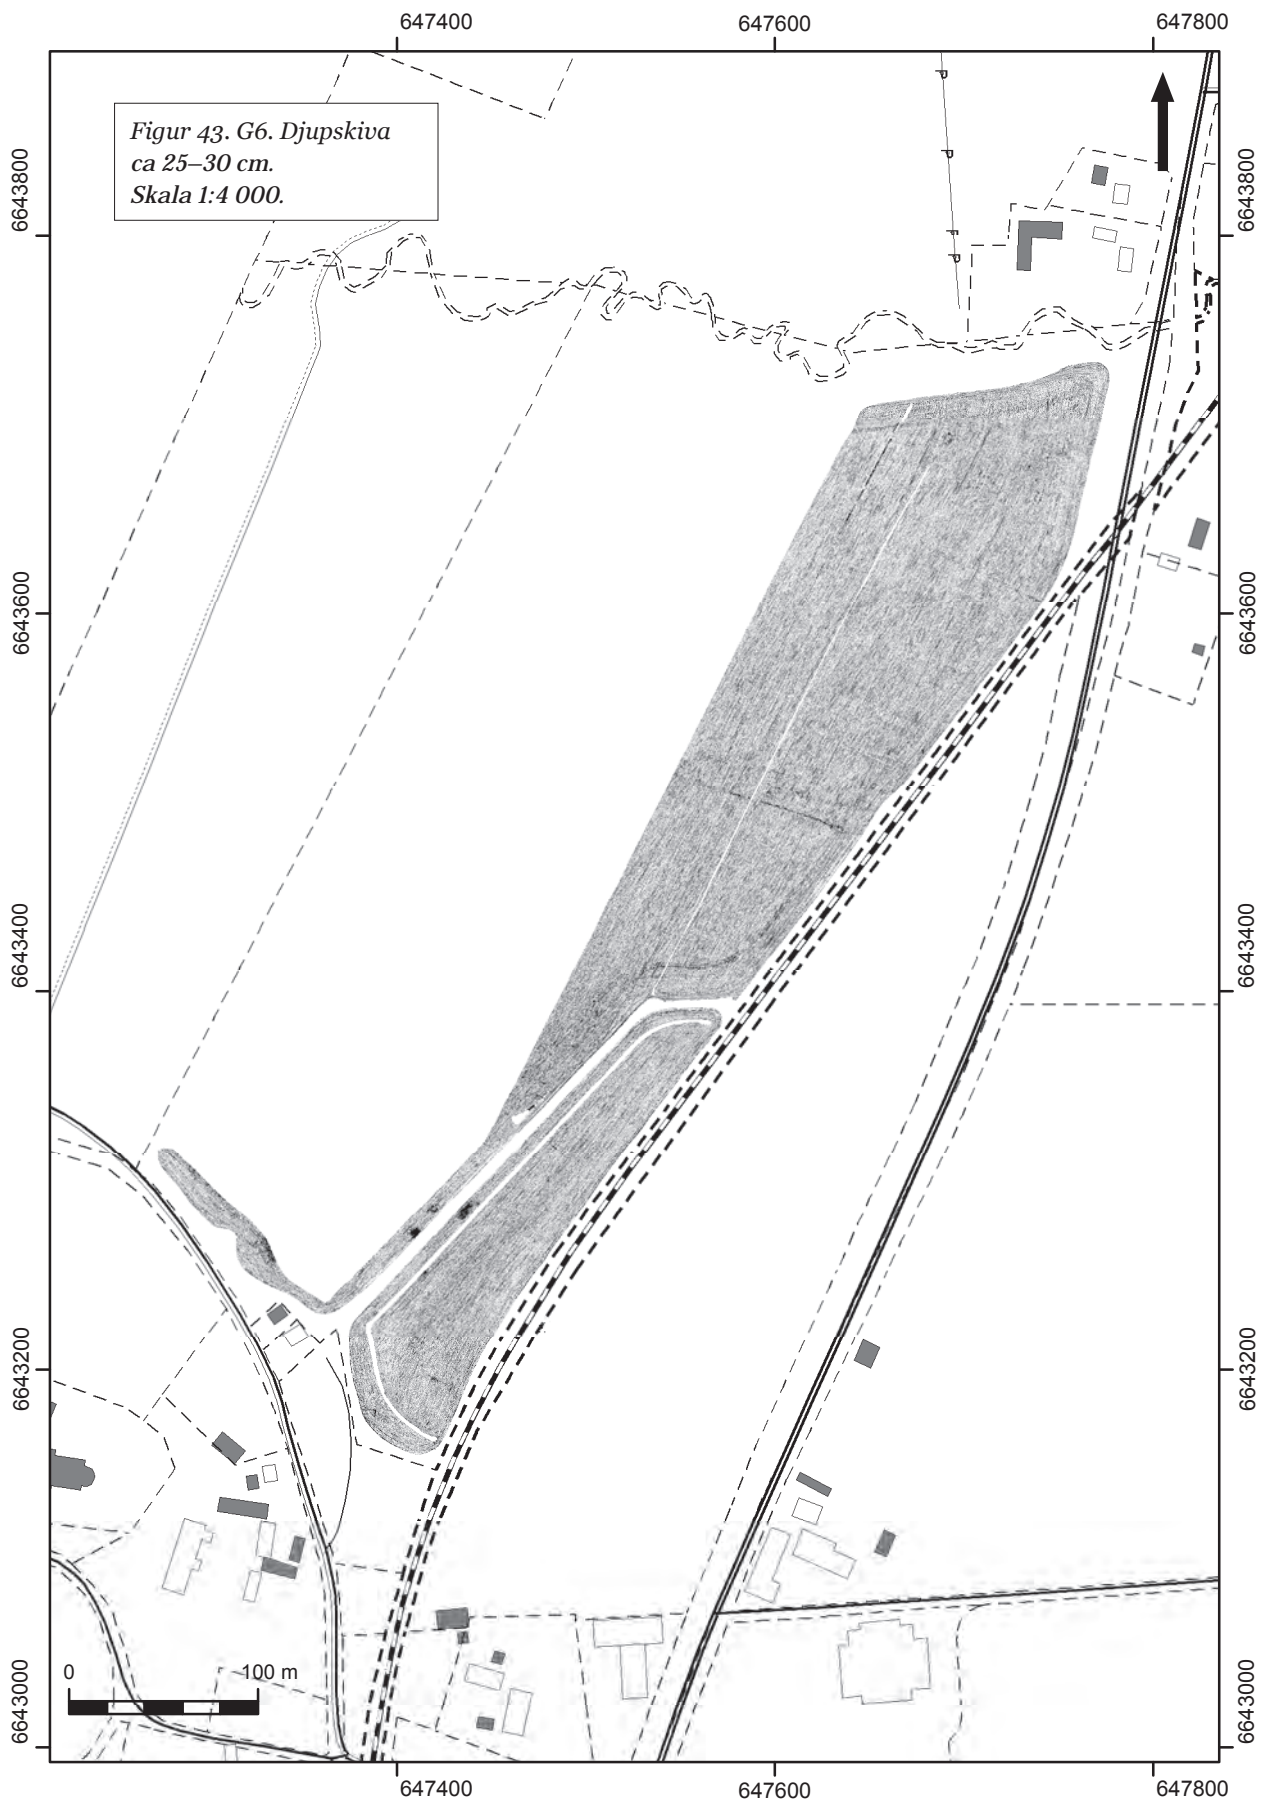 647400 647600 647800
Figur 43. G6. Djupskiva
ca 25–30 cm.
Skala 1:4 000.
P
P
P
P
6643800 6643800
6643600 6643600
6643400 6643400
6643200 6643200
6643000 6643000
0 100 m
647400 647600 647800